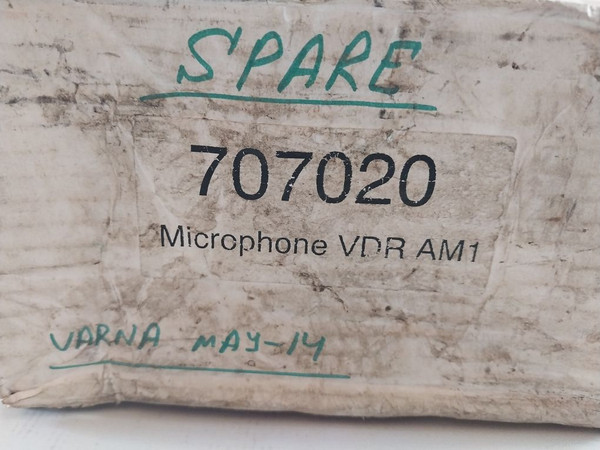 SPARE
707020
Microphone VDR AM1
VARNA MAY-14